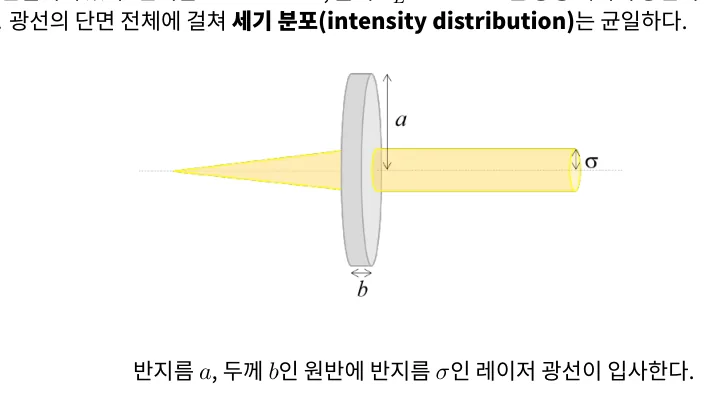 . 광선의 단면 전체에 걸쳐 세기 분포(intensity distribution)는 균일하다.
a
σ
b
반지름 a, 두께 b인 원반에 반지름 σ인 레이저 광선이 입사한다.